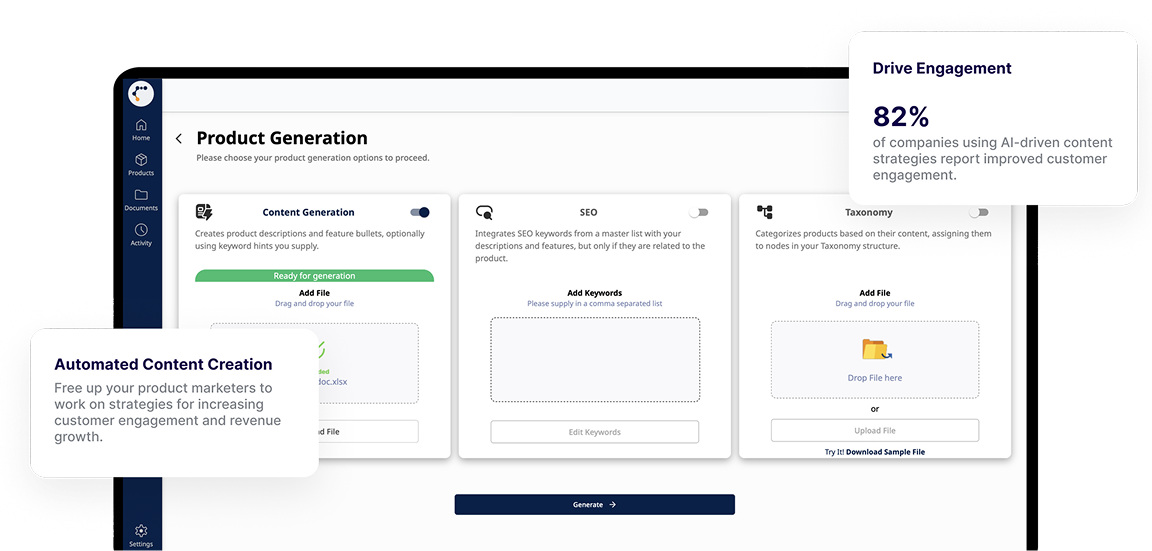 Drive Engagement
82%
of companies using AI-driven content
strategies report improved customer
engagement.
Home
Products
Documents
Activity
Settings
Product Generation
Please choose your product generation options to proceed.
Content Generation
Creates product descriptions and feature bullets, optionally
using keyword hints you supply.
Ready for generation
Add File
Drag and drop your file
doc.xlsx
File
SEO
Integrates SEO keywords from a master list with your
descriptions and features, but only if they are related to the
product.
Add Keywords
Please supply in a comma separated list
Edit Keywords
Taxonomy
Categorizes products based on their content, assigning them
to nodes in your Taxonomy structure.
Add File
Drag and drop your file
Drop File here
or
Upload File
Try It! Download Sample File
Automated Content Creation
Free up your product marketers to
work on strategies for increasing
customer engagement and revenue
growth.
Generate